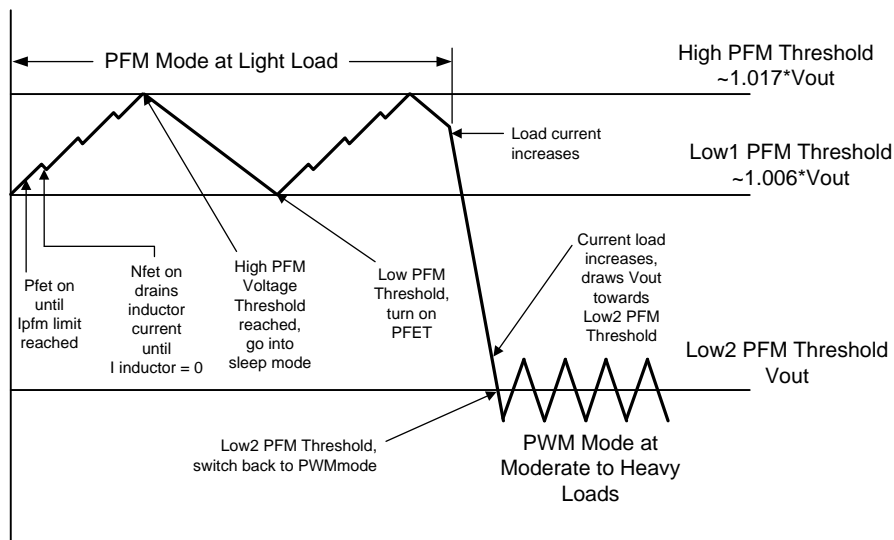 PFM Mode at Light Load
High PFM Threshold
~1.017*Vout
Load current
increases
Low1 PFM Threshold
~1.006*Vout
Pfet on
until
Ipfm limit
reached
Nfet on
drains
inductor
current
until
I inductor = 0
High PFM
Voltage
Threshold
reached,
go into
sleep mode
Low PFM
Threshold,
turn on
PFET
Current load
increases,
draws Vout
towards
Low2 PFM
Threshold
Low2 PFM Threshold
Vout
Low2 PFM Threshold,
switch back to PWMmode
PWM Mode at
Moderate to Heavy
Loads